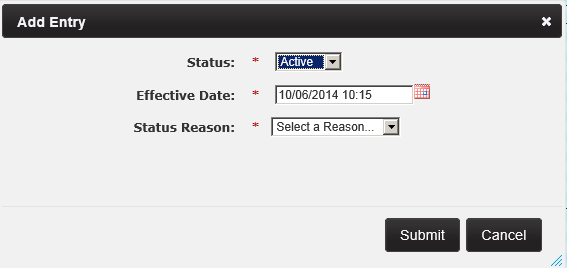 Add Entry ×
Status: * Active
Effective Date: * 10/06/2014 10:15
Status Reason: * Select a Reason...
Submit Cancel